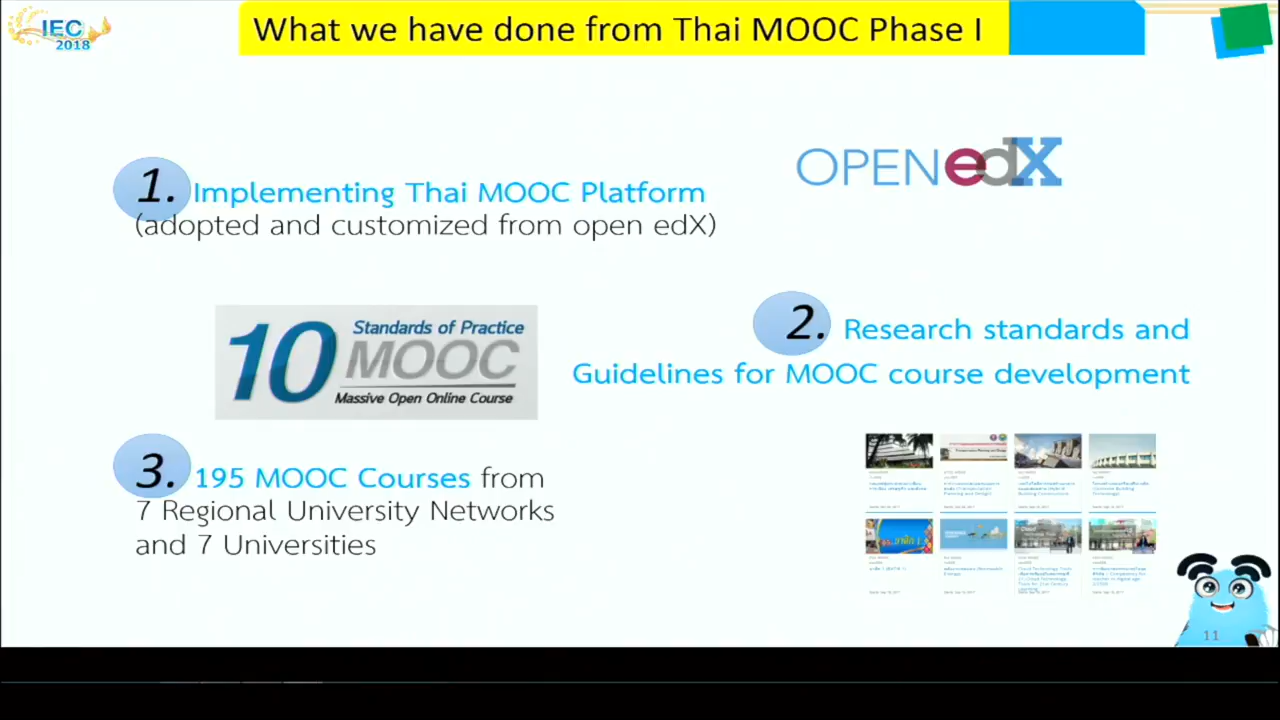 IEC
2018
What we have done from Thai MOOC Phase I
OPEN edX
1. Implementing Thai MOOC Platform
(adopted and customized from open edX)
10 Standards of Practice
MOOC
Massive Open Online Course
2. Research standards and
Guidelines for MOOC course development
3. 195 MOOC Courses from
7 Regional University Networks
and 7 Universities
11